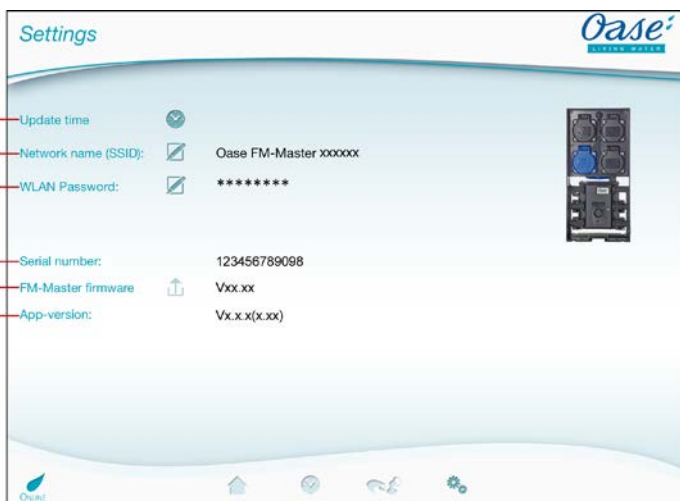 Settings
Oase
LIVING WATER
Update time
Network name (SSID): Oase FM-Master xxxxxx
WLAN Password: ********
Serial number: 123456789098
FM-Master firmware Vxx.xx
App-version: Vx.x.x(x.xx)
ONLINE